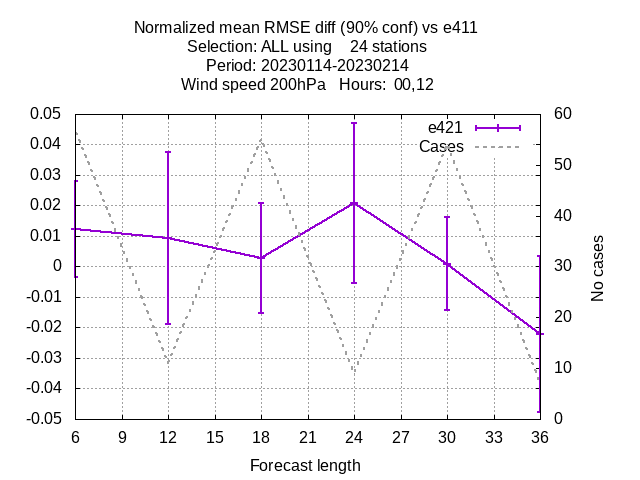 Normalized mean RMSE diff (90% conf) vs e411
Selection: ALL using    24 stations
Period: 20230114-20230214
Wind speed 200hPa   Hours:  00,12
0.05
0.04
0.03
0.02
0.01
0
-0.01
-0.02
-0.03
-0.04
-0.05
6 9 12 15 18 21 24 27 30 33 36
Forecast length
60
50
40
30
20
10
0
No cases
e421
Cases